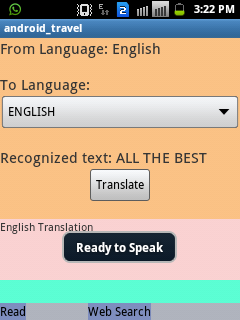 3:22 PM
android_travel
From Language: English
To Language:
ENGLISH
Recognized text: ALL THE BEST
Translate
English Translation
Ready to Speak
Read Web Search